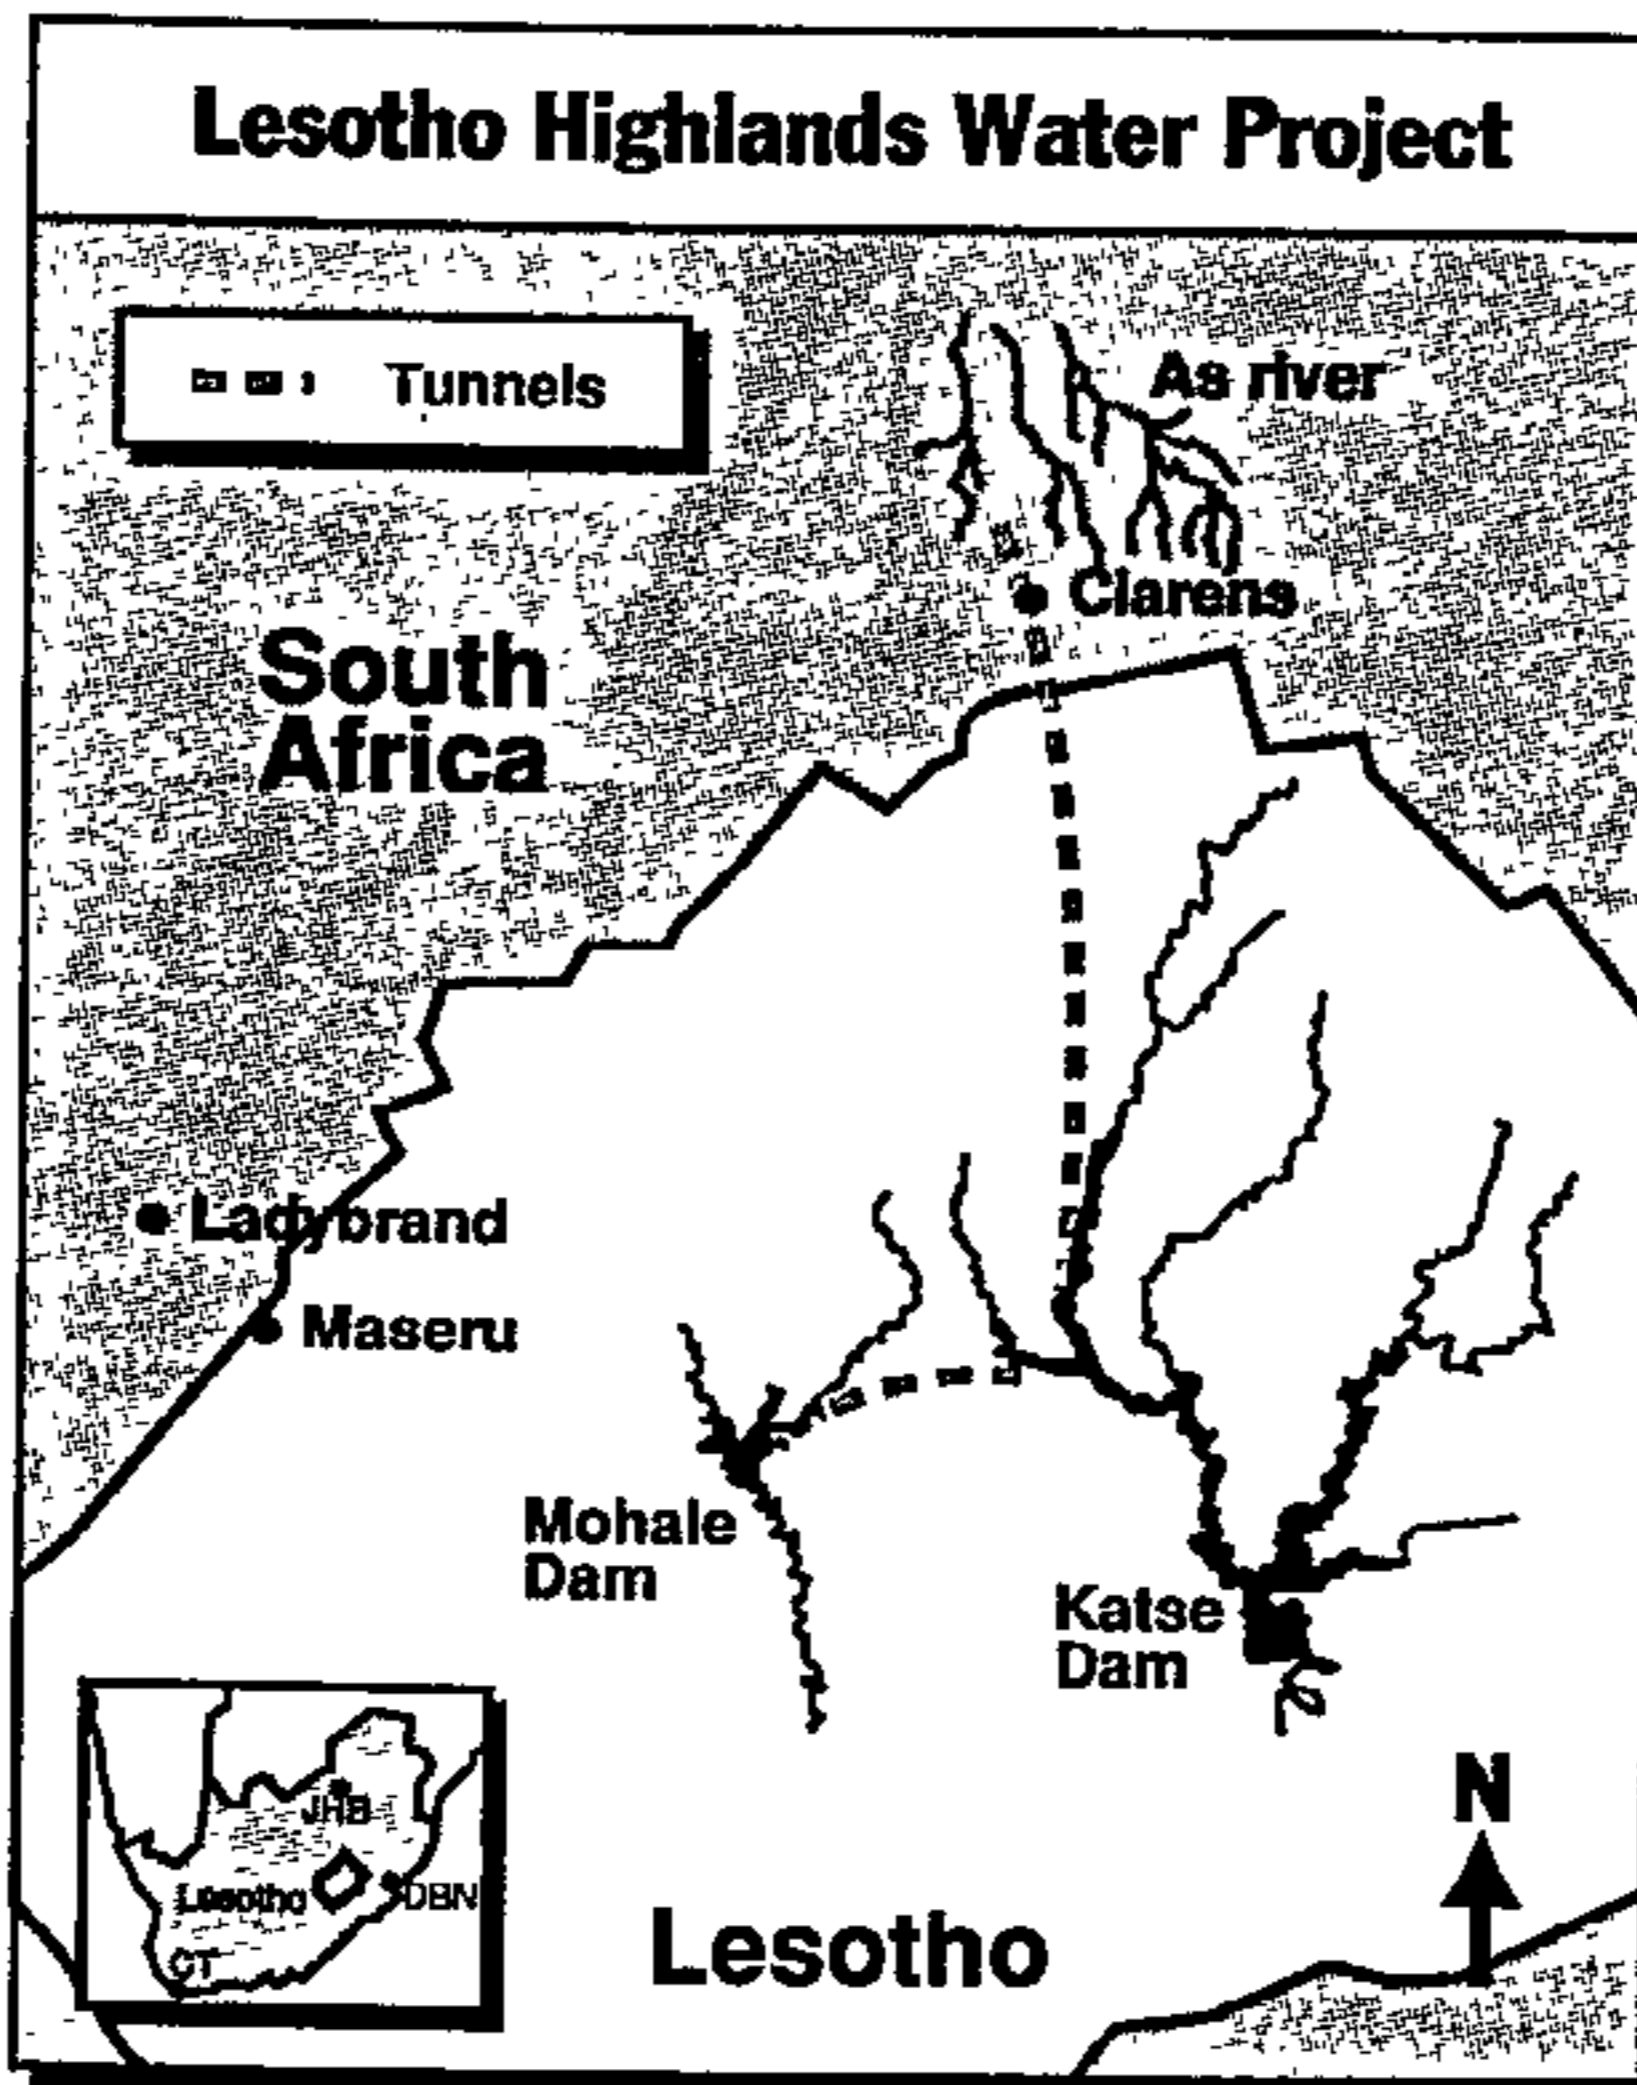 Lesotho Highlands Water Project
Tunnels
As river
Clarens
South
Africa
Ladybrand
Maseru
Mohale
Dam
Katse
Dam
JHB
Lesotho
DBN
CT
N
Lesotho